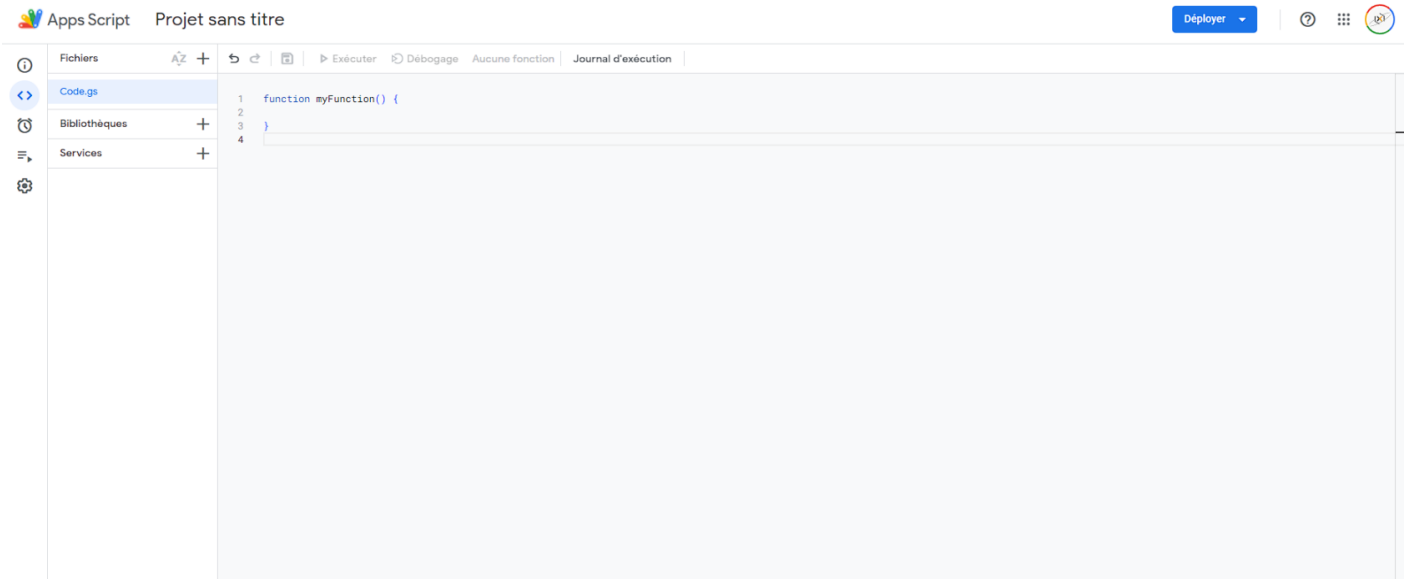 Apps Script Projet sans titre Déployer
Fichiers AZ Exécuter Débogage Aucune fonction Journal d'exécution
Code.gs
Bibliothèques
Services
1 function myFunction() {
2
3 }
4